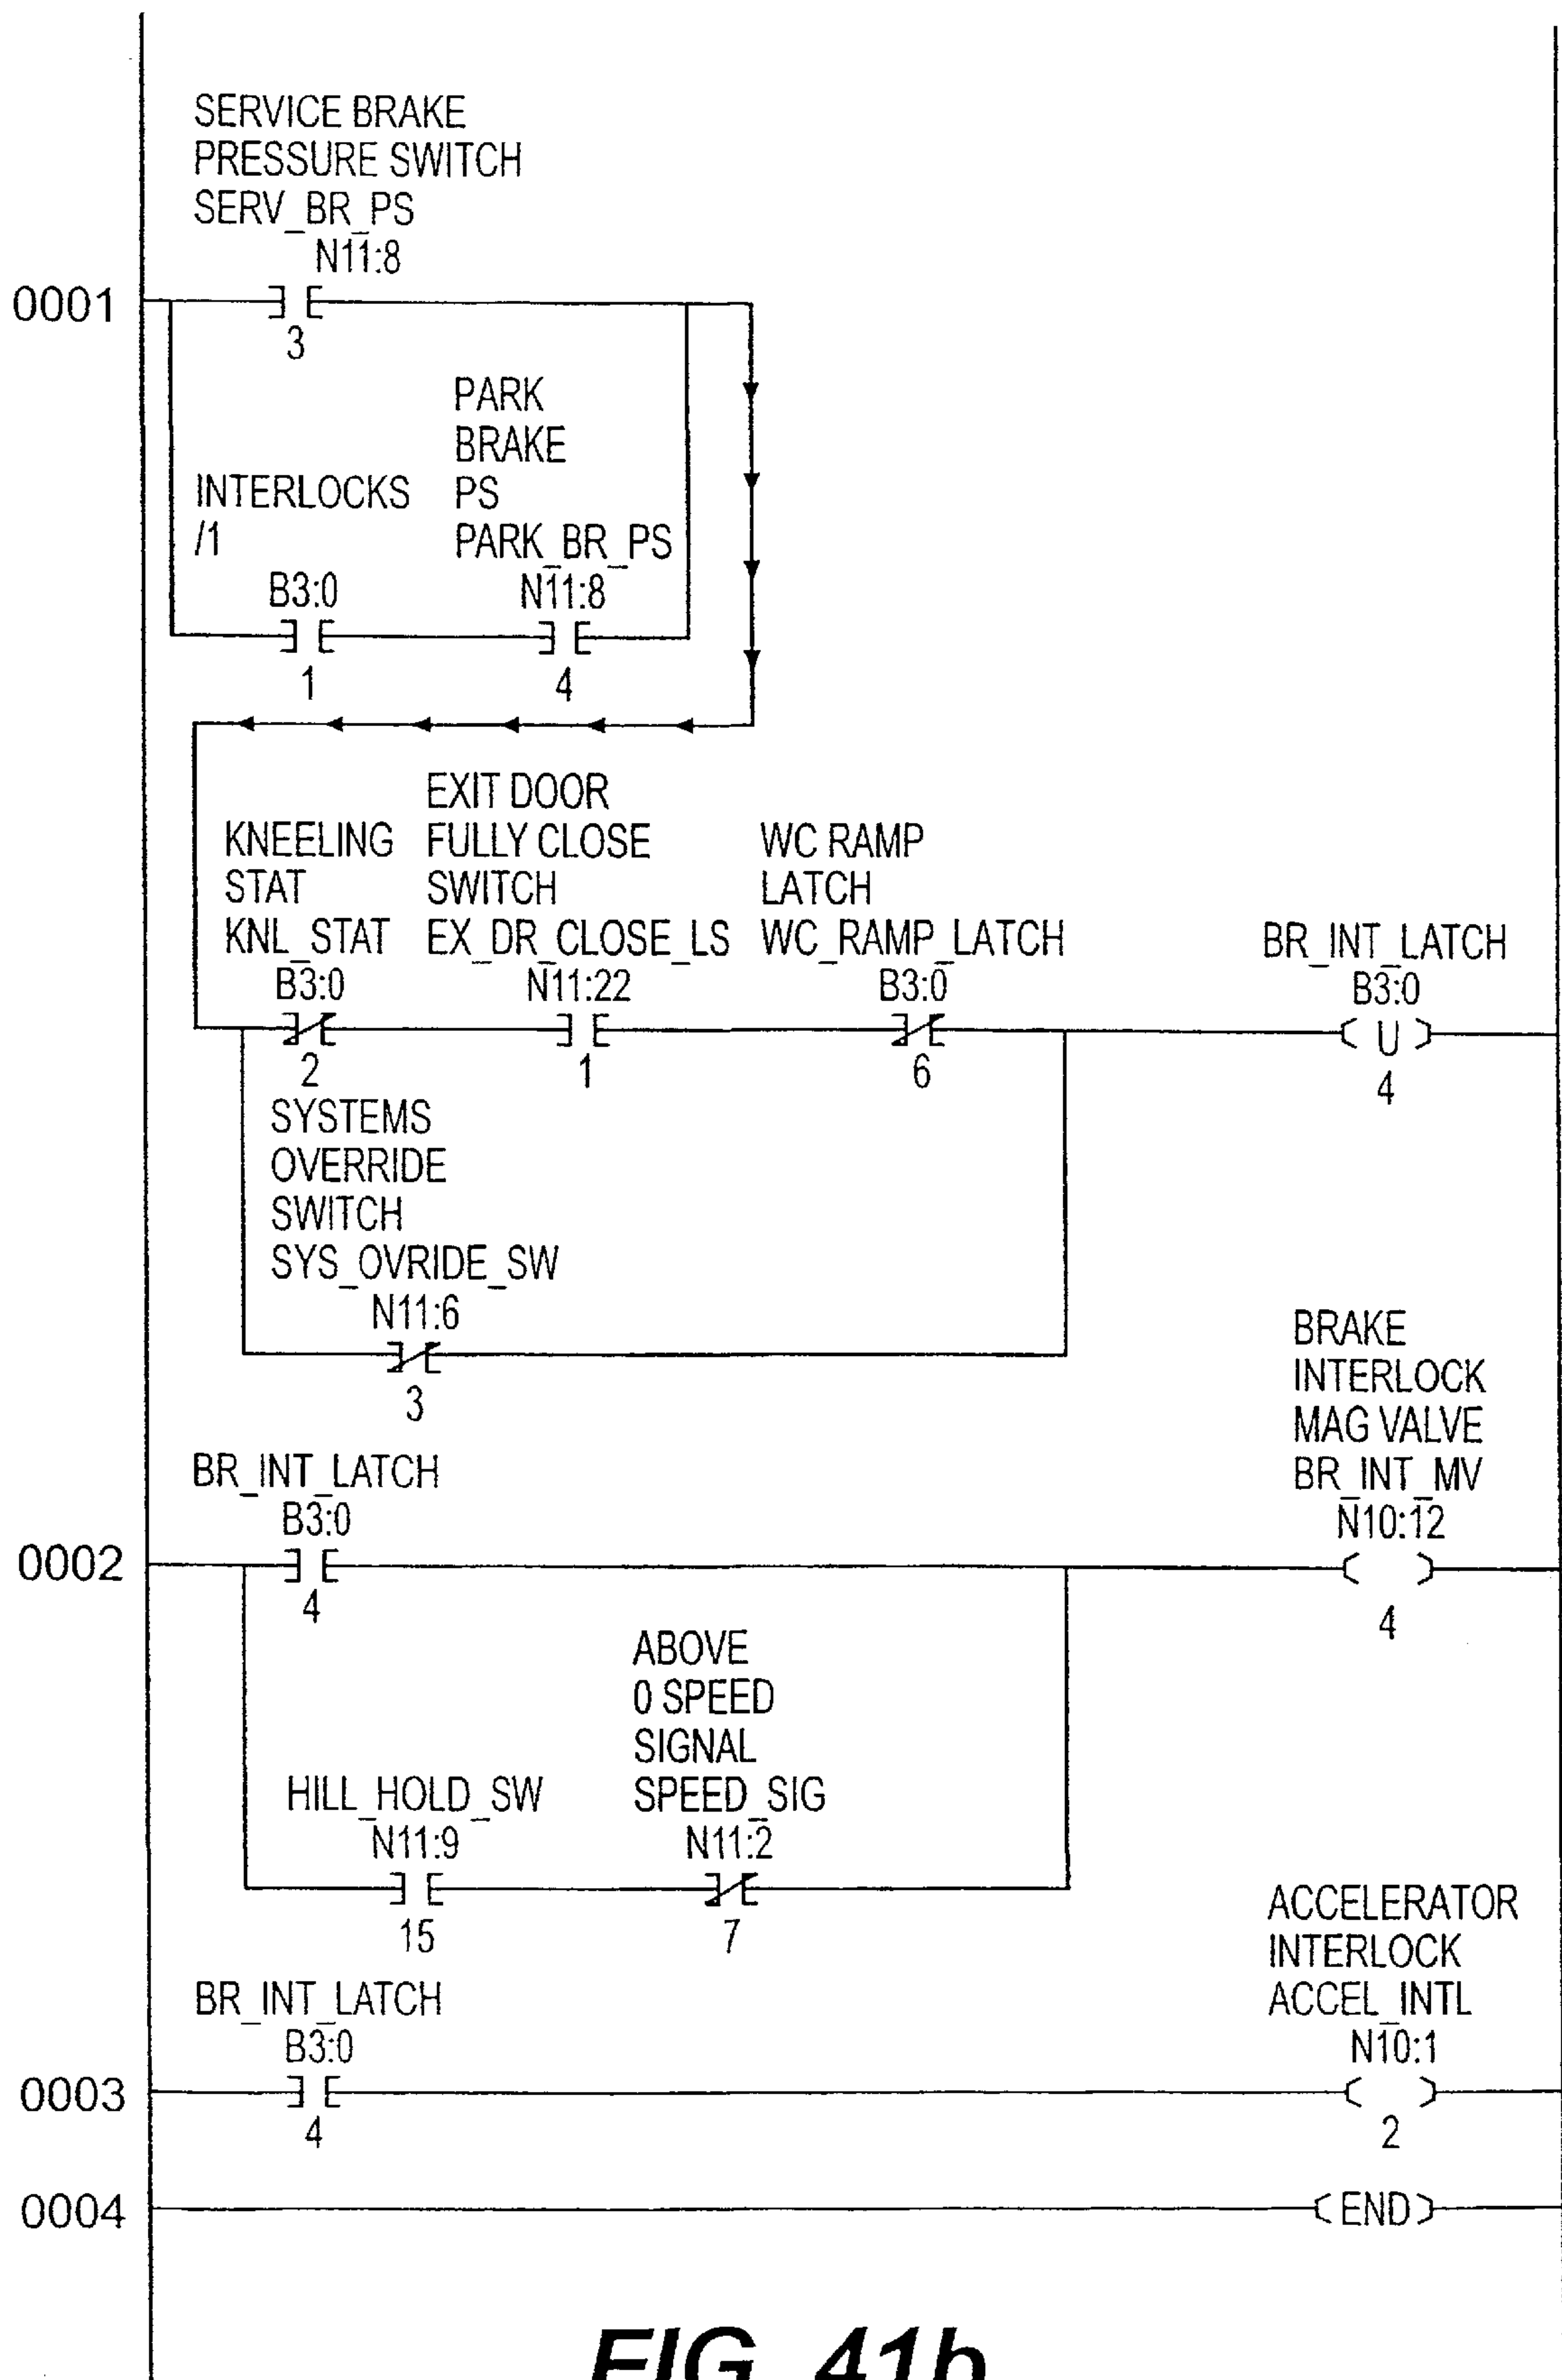 SERVICE BRAKE
PRESSURE SWITCH
SERV_BR_PS
N11:8
0001
3
PARK
BRAKE
INTERLOCKS PS
/1 PARK_BR_PS
B3:0 N11:8
1 4
EXIT DOOR
KNEELING FULLY CLOSE WC RAMP
STAT SWITCH LATCH
KNL_STAT EX_DR_CLOSE_LS WC_RAMP_LATCH BR_INT_LATCH
B3:0 N11:22 B3:0 B3:0
U
2 1 6 4
SYSTEMS
OVERRIDE
SWITCH
SYS_OVRIDE_SW
N11:6
3
BRAKE
INTERLOCK
MAG VALVE
BR_INT_LATCH BR_INT_MV
B3:0 N10:12
0002
4 4
ABOVE
0 SPEED
SIGNAL
HILL_HOLD_SW SPEED_SIG
N11:9 N11:2
15 7
ACCELERATOR
INTERLOCK
BR_INT_LATCH ACCEL_INTL
B3:0 N10:1
0003
4 2
0004 END
FIG. 41b